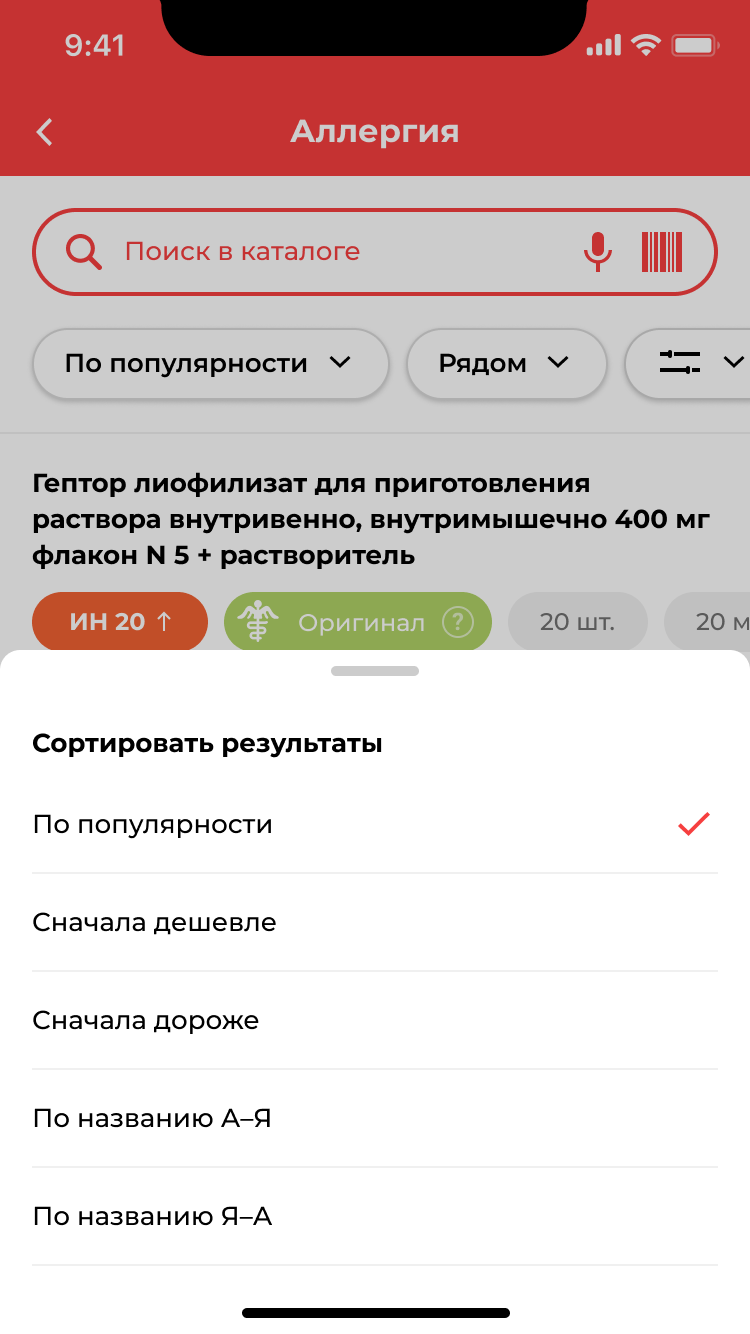 9:41
Аллергия
Поиск в каталоге
По популярности
Рядом
Гептор лиофилизат для приготовления
раствора внутривенно, внутримышечно 400 мг
флакон N 5 + растворитель
ИН 20 ↑
Оригинал ?
20 шт.
20 м
Сортировать результаты
По популярности
Сначала дешевле
Сначала дороже
По названию А–Я
По названию Я–А